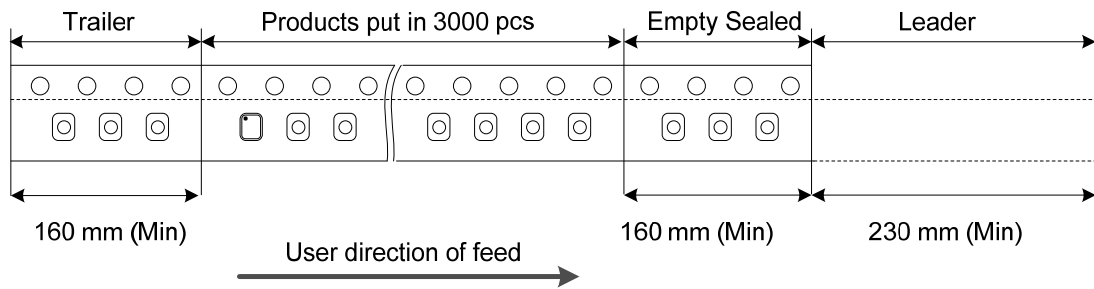 Trailer
Products put in 3000 pcs
Empty Sealed
Leader
160 mm (Min)
160 mm (Min)
230 mm (Min)
User direction of feed